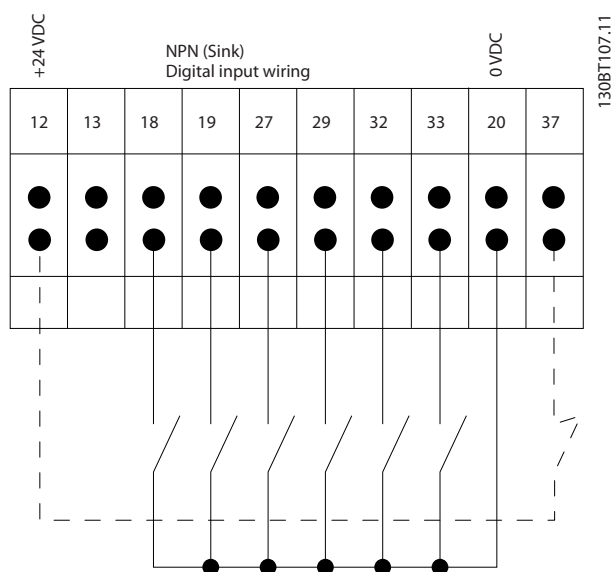 +24 VDC
NPN (Sink)
Digital input wiring
0 VDC
130BT107.11
12 13 18 19 27 29 32 33 20 37